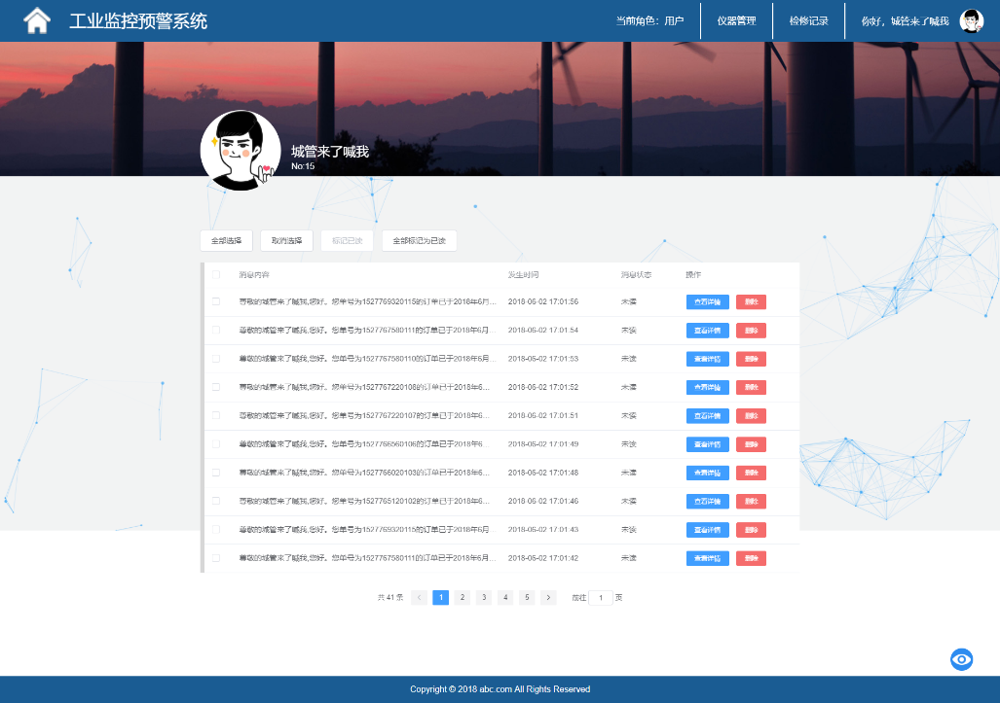 工业监控预警系统
当前角色：用户 仪器管理 检修记录 你好，城管来了喊我
城管来了喊我
No:15
全部选择 取消选择 标记已读 全部标记为已读
消息内容 发生时间 消息状态 操作
尊敬的城管来了喊我,您好。您单号为1527769320115的订单已于2018年6月... 2018-06-02 17:01:56 未读 查看详情 删除
尊敬的城管来了喊我,您好。您单号为1527767580111的订单已于2018年6月... 2018-06-02 17:01:54 未读 查看详情 删除
尊敬的城管来了喊我,您好。您单号为1527767580110的订单已于2018年6月... 2018-06-02 17:01:53 未读 查看详情 删除
尊敬的城管来了喊我,您好。您单号为1527767220108的订单已于2018年6... 2018-06-02 17:01:52 未读 查看详情 删除
尊敬的城管来了喊我,您好。您单号为1527767220107的订单已于2018年6... 2018-06-02 17:01:51 未读 查看详情 删除
尊敬的城管来了喊我,您好。您单号为1527766560106的订单已于2018年6... 2018-06-02 17:01:49 未读 查看详情 删除
尊敬的城管来了喊我,您好。您单号为1527766020103的订单已于2018年6... 2018-06-02 17:01:48 未读 查看详情 删除
尊敬的城管来了喊我,您好。您单号为1527765120102的订单已于2018年6... 2018-06-02 17:01:46 未读 查看详情 删除
尊敬的城管来了喊我,您好。您单号为1527769320115的订单已于2018年6月... 2018-06-02 17:01:43 未读 查看详情 删除
尊敬的城管来了喊我,您好。您单号为1527767580111的订单已于2018年6月... 2018-06-02 17:01:42 未读 查看详情 删除
共 41 条 1 2 3 4 5 前往 1 页
Copyright © 2018 abc.com All Rights Reserved